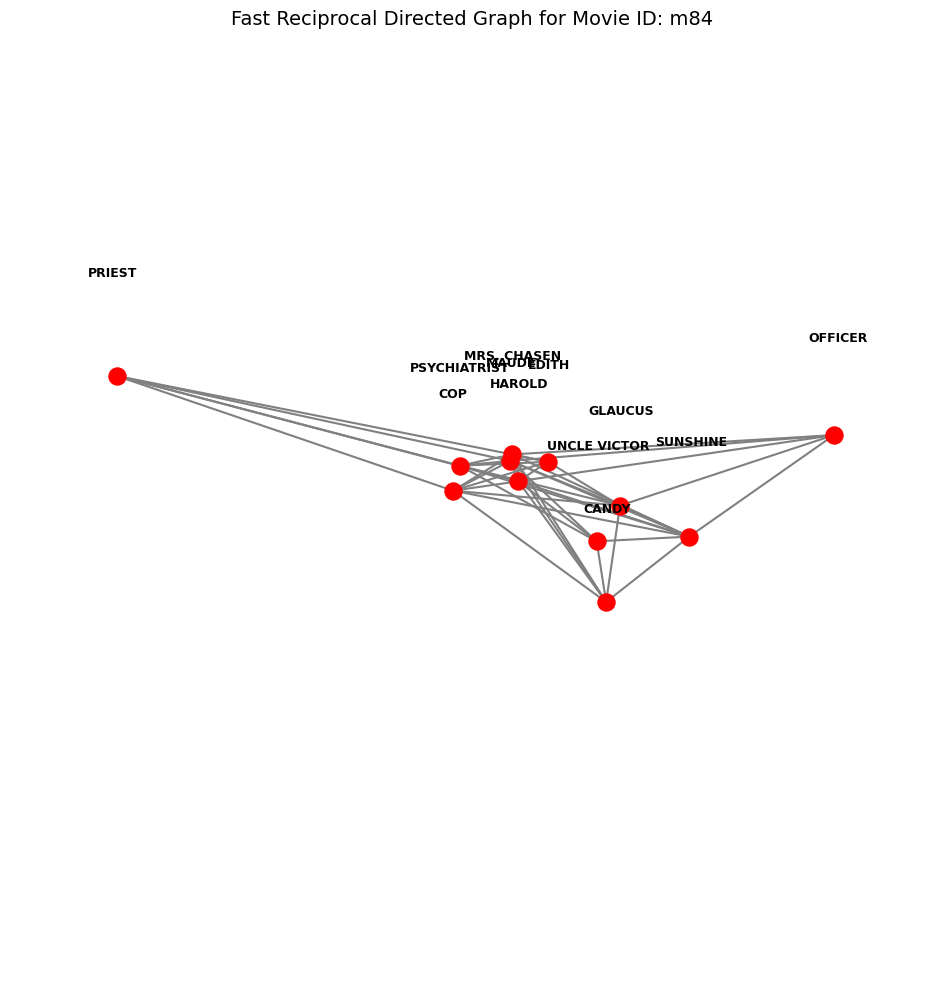 Fast Reciprocal Directed Graph for Movie ID: m84
PRIEST
OFFICER
MRS. CHASEN
MAUDE
EDITH
PSYCHIATRIST
HAROLD
COP
GLAUCUS
SUNSHINE
UNCLE VICTOR
CANDY